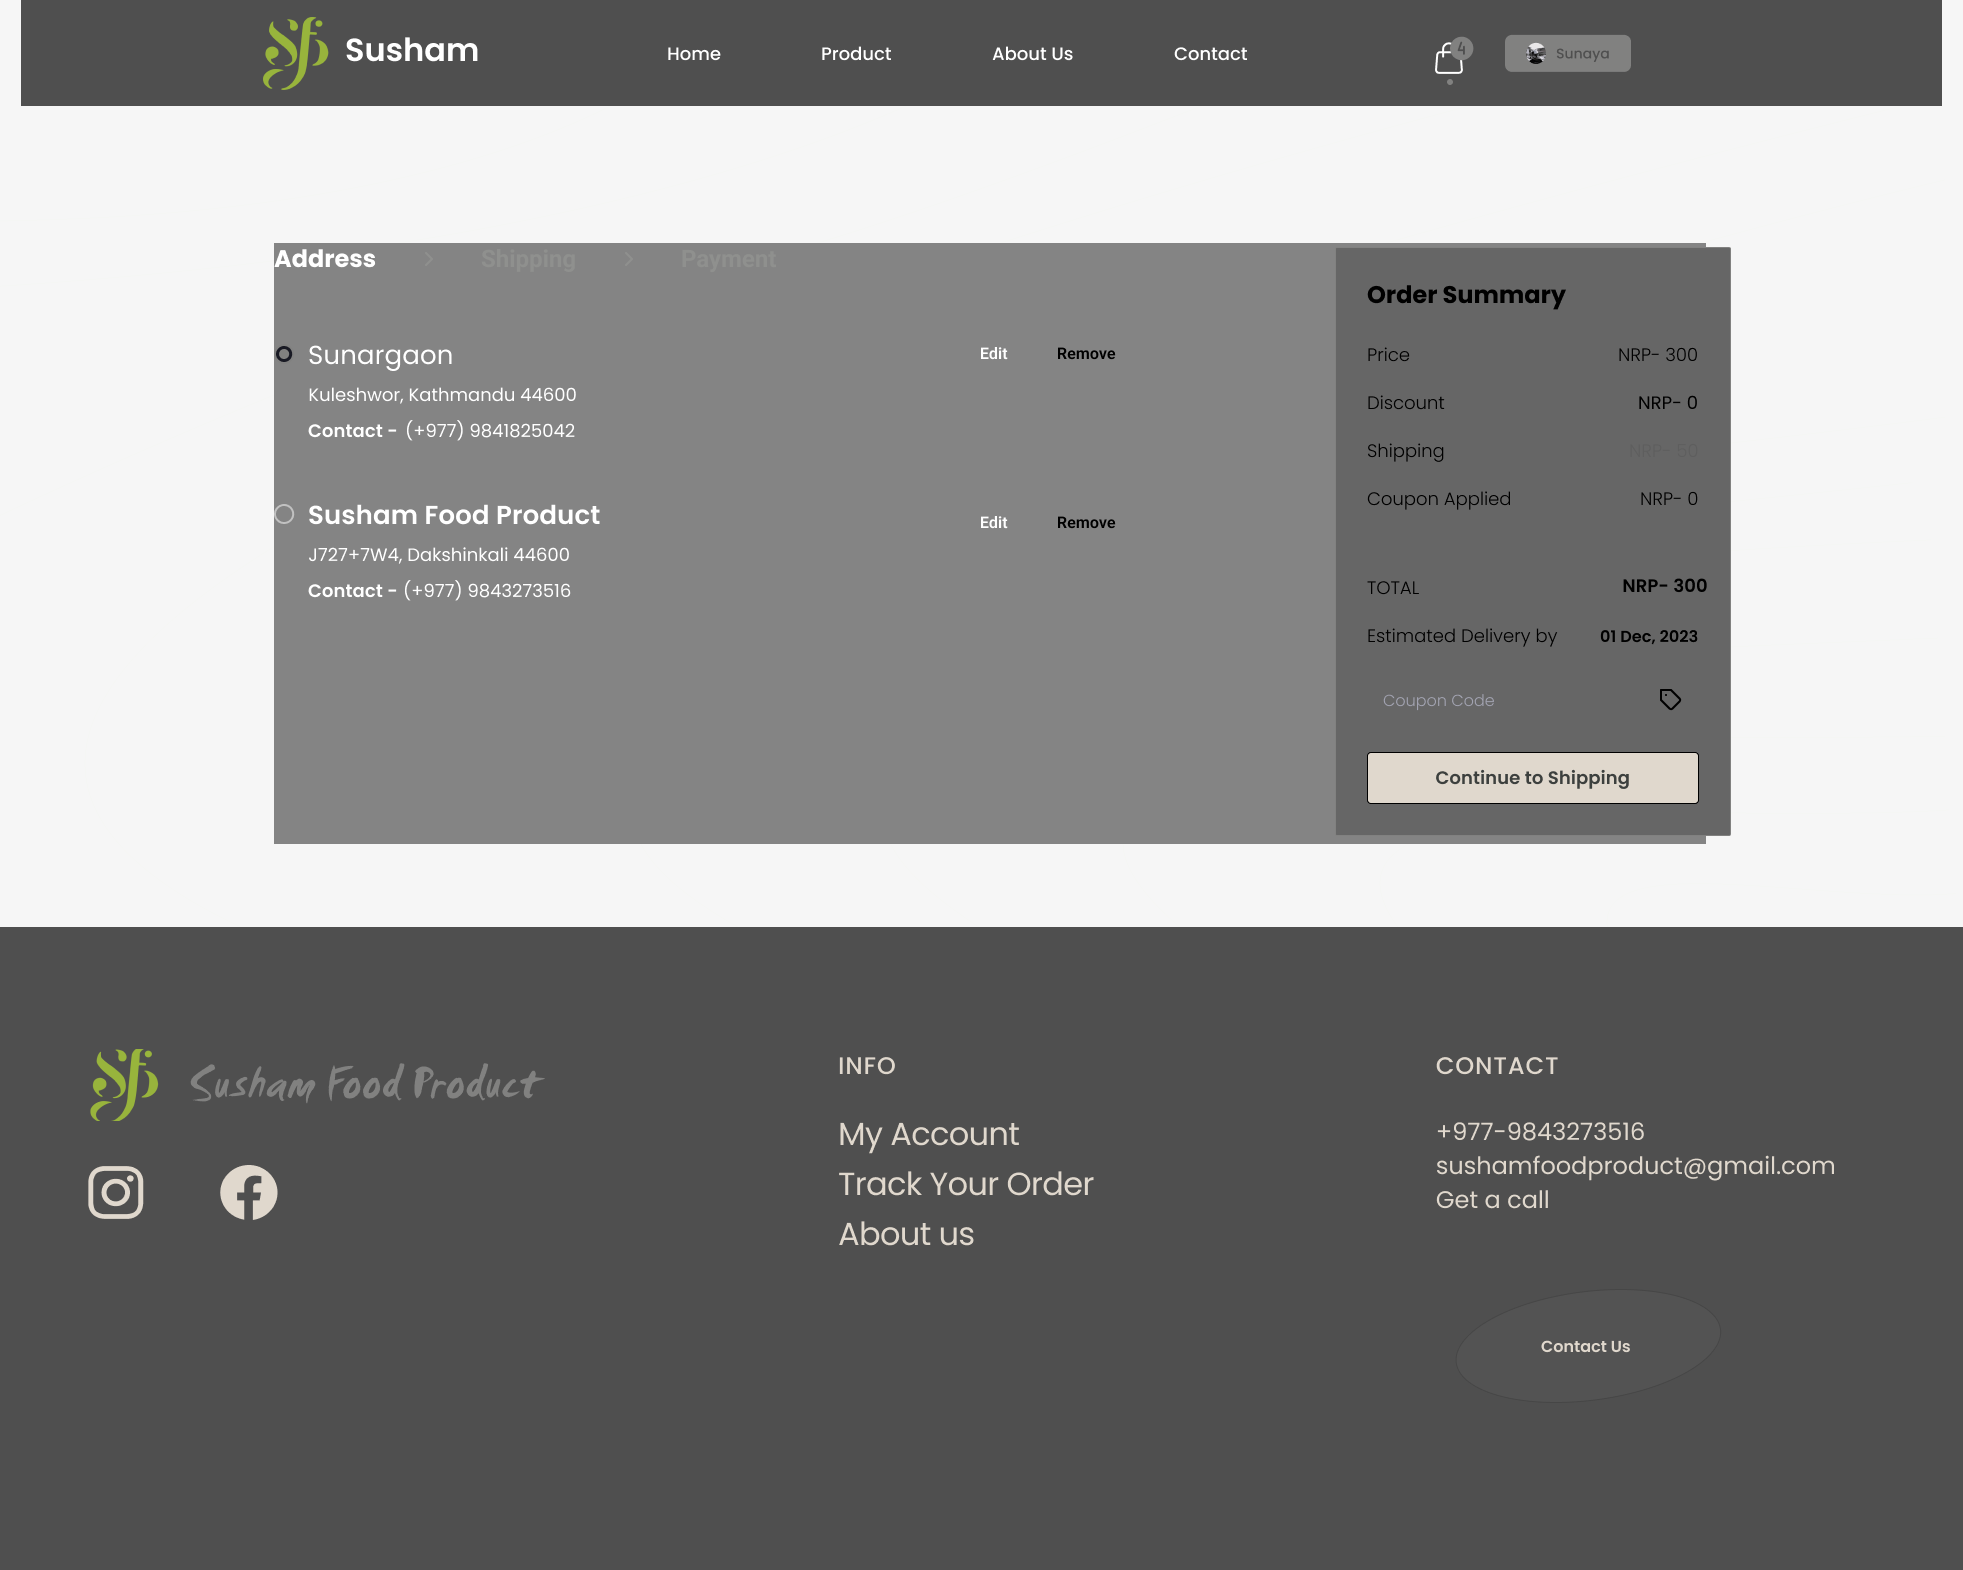 Susham
Home
Product
About Us
Contact
4
Sunaya
Address
Shipping
Payment
Sunargaon
Edit
Remove
Kuleshwor, Kathmandu 44600
Contact - (+977) 9841825042
Susham Food Product
Edit
Remove
J727+7W4, Dakshinkali 44600
Contact - (+977) 9843273516
Order Summary
Price NRP- 300
Discount NRP- 0
Shipping NRP- 50
Coupon Applied NRP- 0
TOTAL NRP- 300
Estimated Delivery by 01 Dec, 2023
Coupon Code
Continue to Shipping
Susham Food Product
INFO
My Account
Track Your Order
About us
CONTACT
+977-9843273516
sushamfoodproduct@gmail.com
Get a call
Contact Us